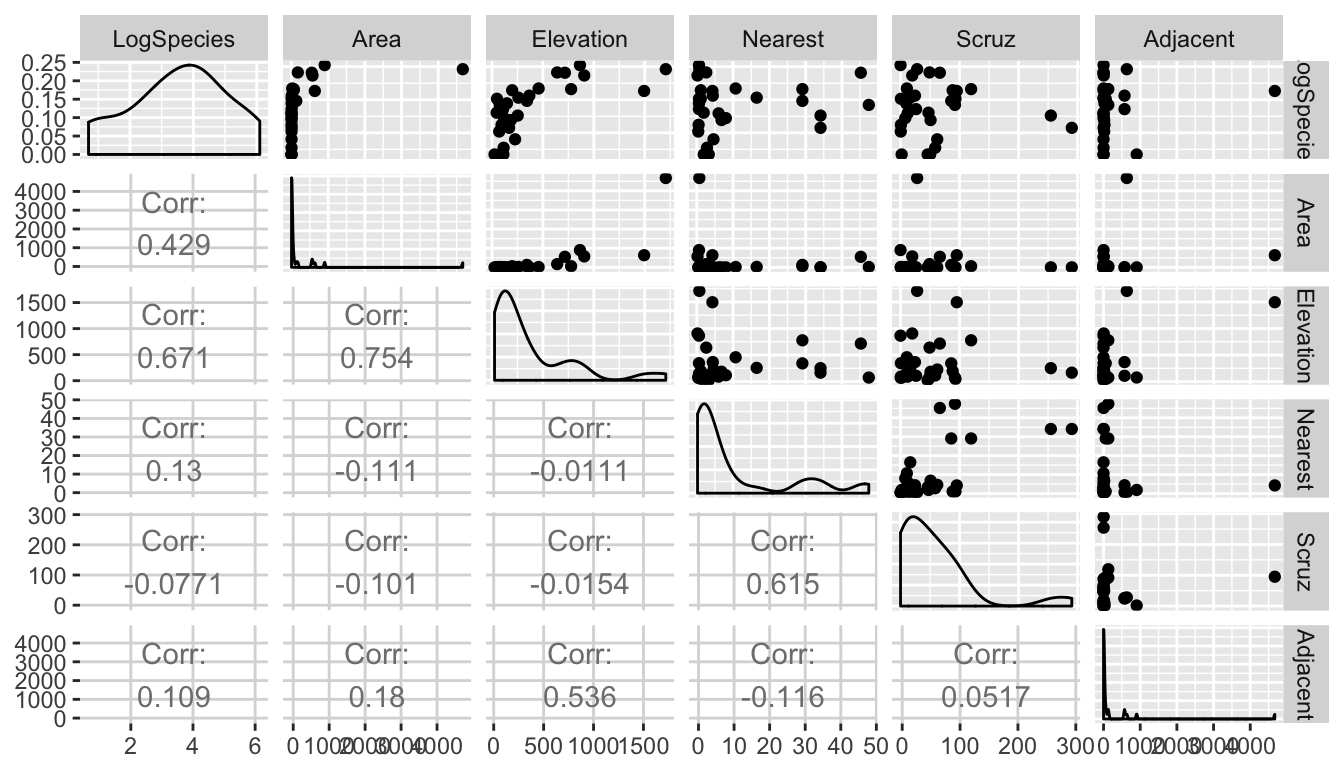 LogSpecies Area Elevation Nearest Scruz Adjacent
0.25
0.20
0.15
0.10
0.05
0.00
ogSpecie
4000
3000
2000
1000
0
Corr:
0.429
Area
1500
1000
500
0
Corr:
0.671
Corr:
0.754
Elevation
50
40
30
20
10
0
Corr:
0.13
Corr:
-0.111
Corr:
-0.0111
Nearest
300
200
100
0
Corr:
-0.0771
Corr:
-0.101
Corr:
-0.0154
Corr:
0.615
Scruz
4000
3000
2000
1000
0
Corr:
0.109
Corr:
0.18
Corr:
0.536
Corr:
-0.116
Corr:
0.0517
Adjacent
2 4 6
0 1000 2000 3000 4000
0 500 1000 1500
0 10 20 30 40 50
0 100 200 300
0 1000 2000 3000 4000